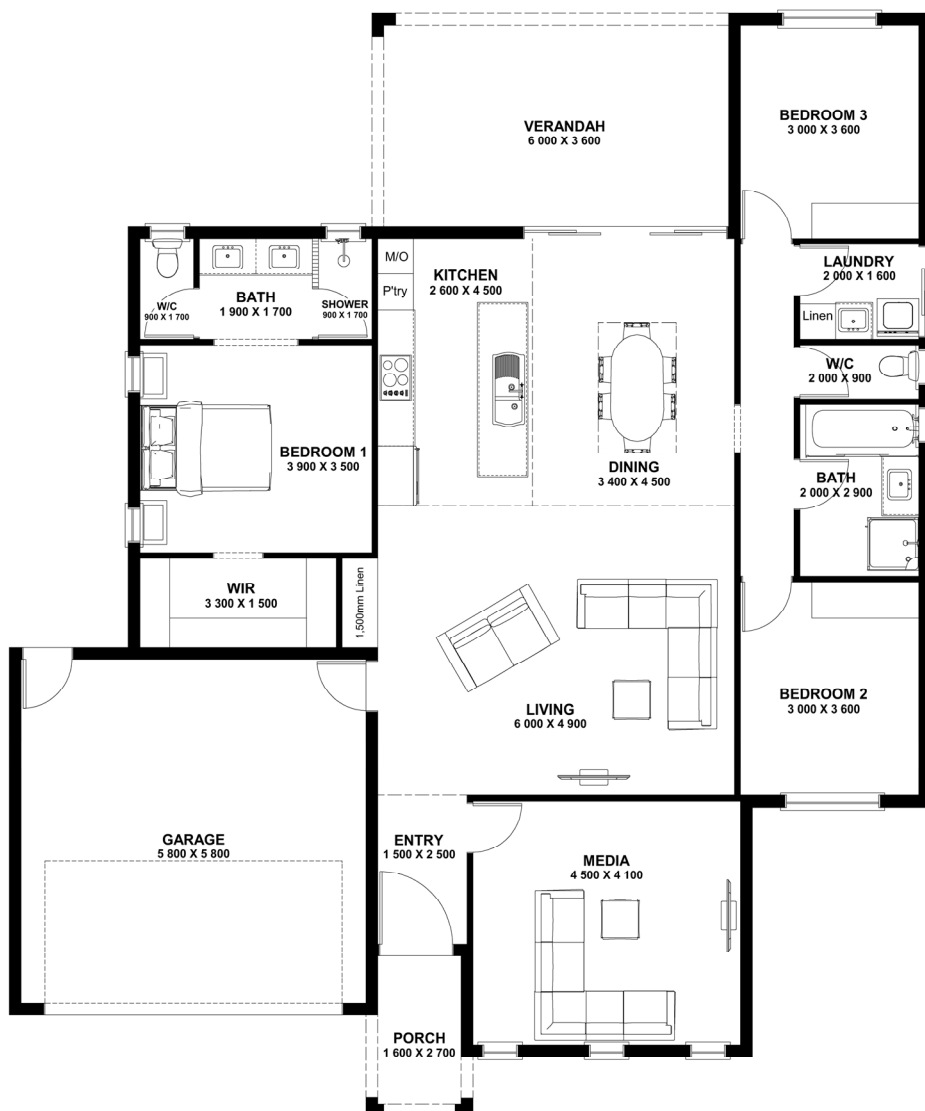 VERANDAH
6 000 X 3 600
BEDROOM 3
3 000 X 3 600
M/O
P'try
KITCHEN
2 600 X 4 500
W/C
900 X 1 700
BATH
1 900 X 1 700
SHOWER
900 X 1 700
LAUNDRY
2 000 X 1 600
Linen
W/C
2 000 X 900
BEDROOM 1
3 900 X 3 500
DINING
3 400 X 4 500
BATH
2 000 X 2 900
WIR
3 300 X 1 500
1,500mm Linen
LIVING
6 000 X 4 900
BEDROOM 2
3 000 X 3 600
GARAGE
5 800 X 5 800
ENTRY
1 500 X 2 500
MEDIA
4 500 X 4 100
PORCH
1 600 X 2 700